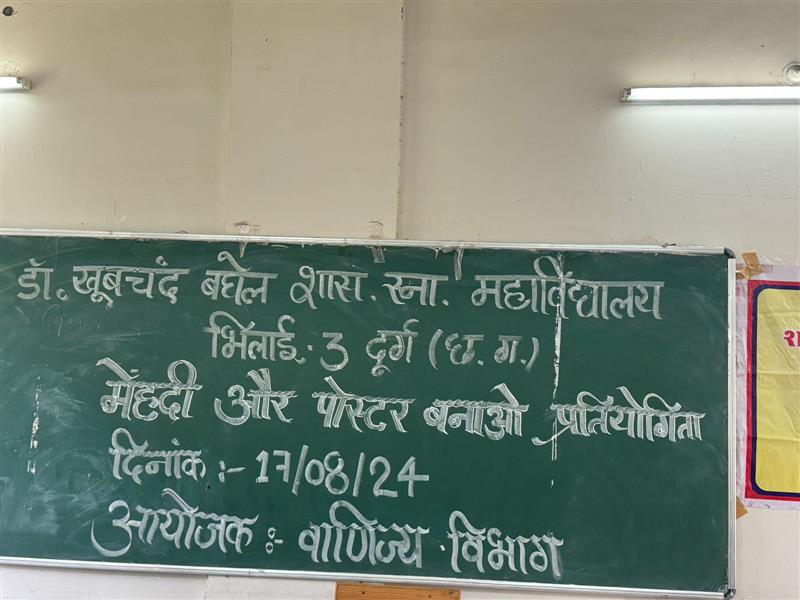 डॉ. खूबचंद बघेल शास. स्ना. महाविद्यालय
भिलाई. 3 दूर्ग (छ. ग.)
मेंहदी और पोस्टर बनाओ प्रतियोगिता
दिनांक :- 17/08/24
आयोजक :- वाणिज्य विभाग